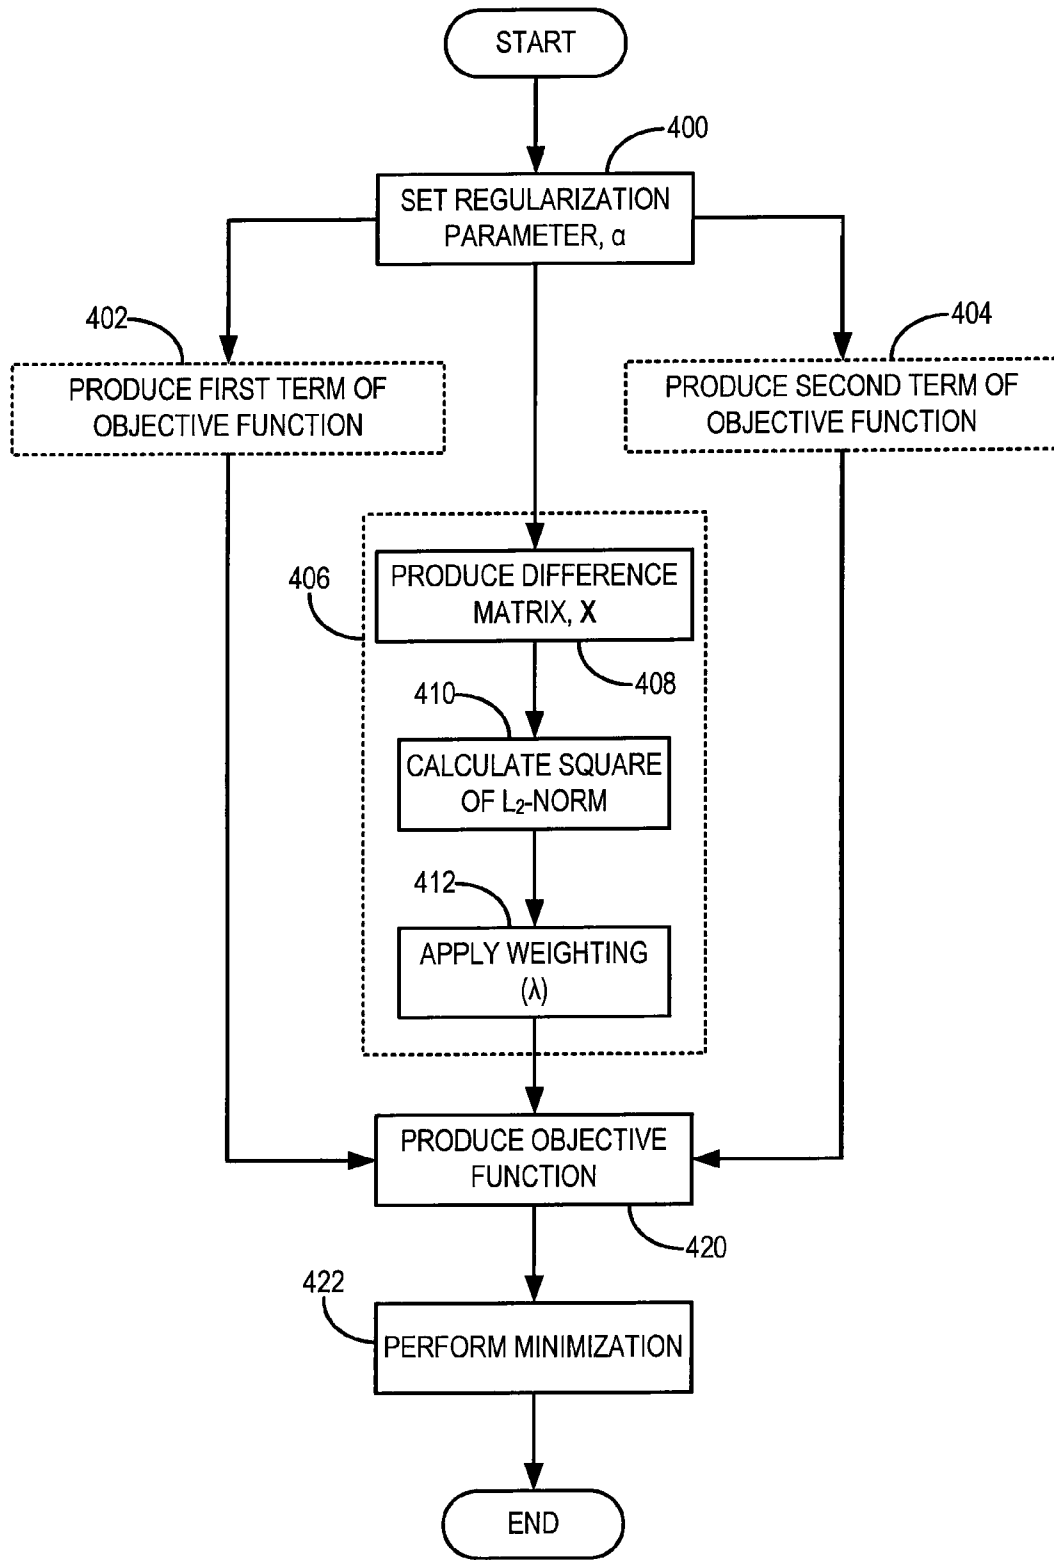 START
400
SET REGULARIZATION
PARAMETER, α
402
404
PRODUCE FIRST TERM OF
OBJECTIVE FUNCTION
PRODUCE SECOND TERM OF
OBJECTIVE FUNCTION
406
PRODUCE DIFFERENCE
MATRIX, X
408
410
CALCULATE SQUARE
OF L₂-NORM
412
APPLY WEIGHTING
(λ)
PRODUCE OBJECTIVE
FUNCTION
420
422
PERFORM MINIMIZATION
END